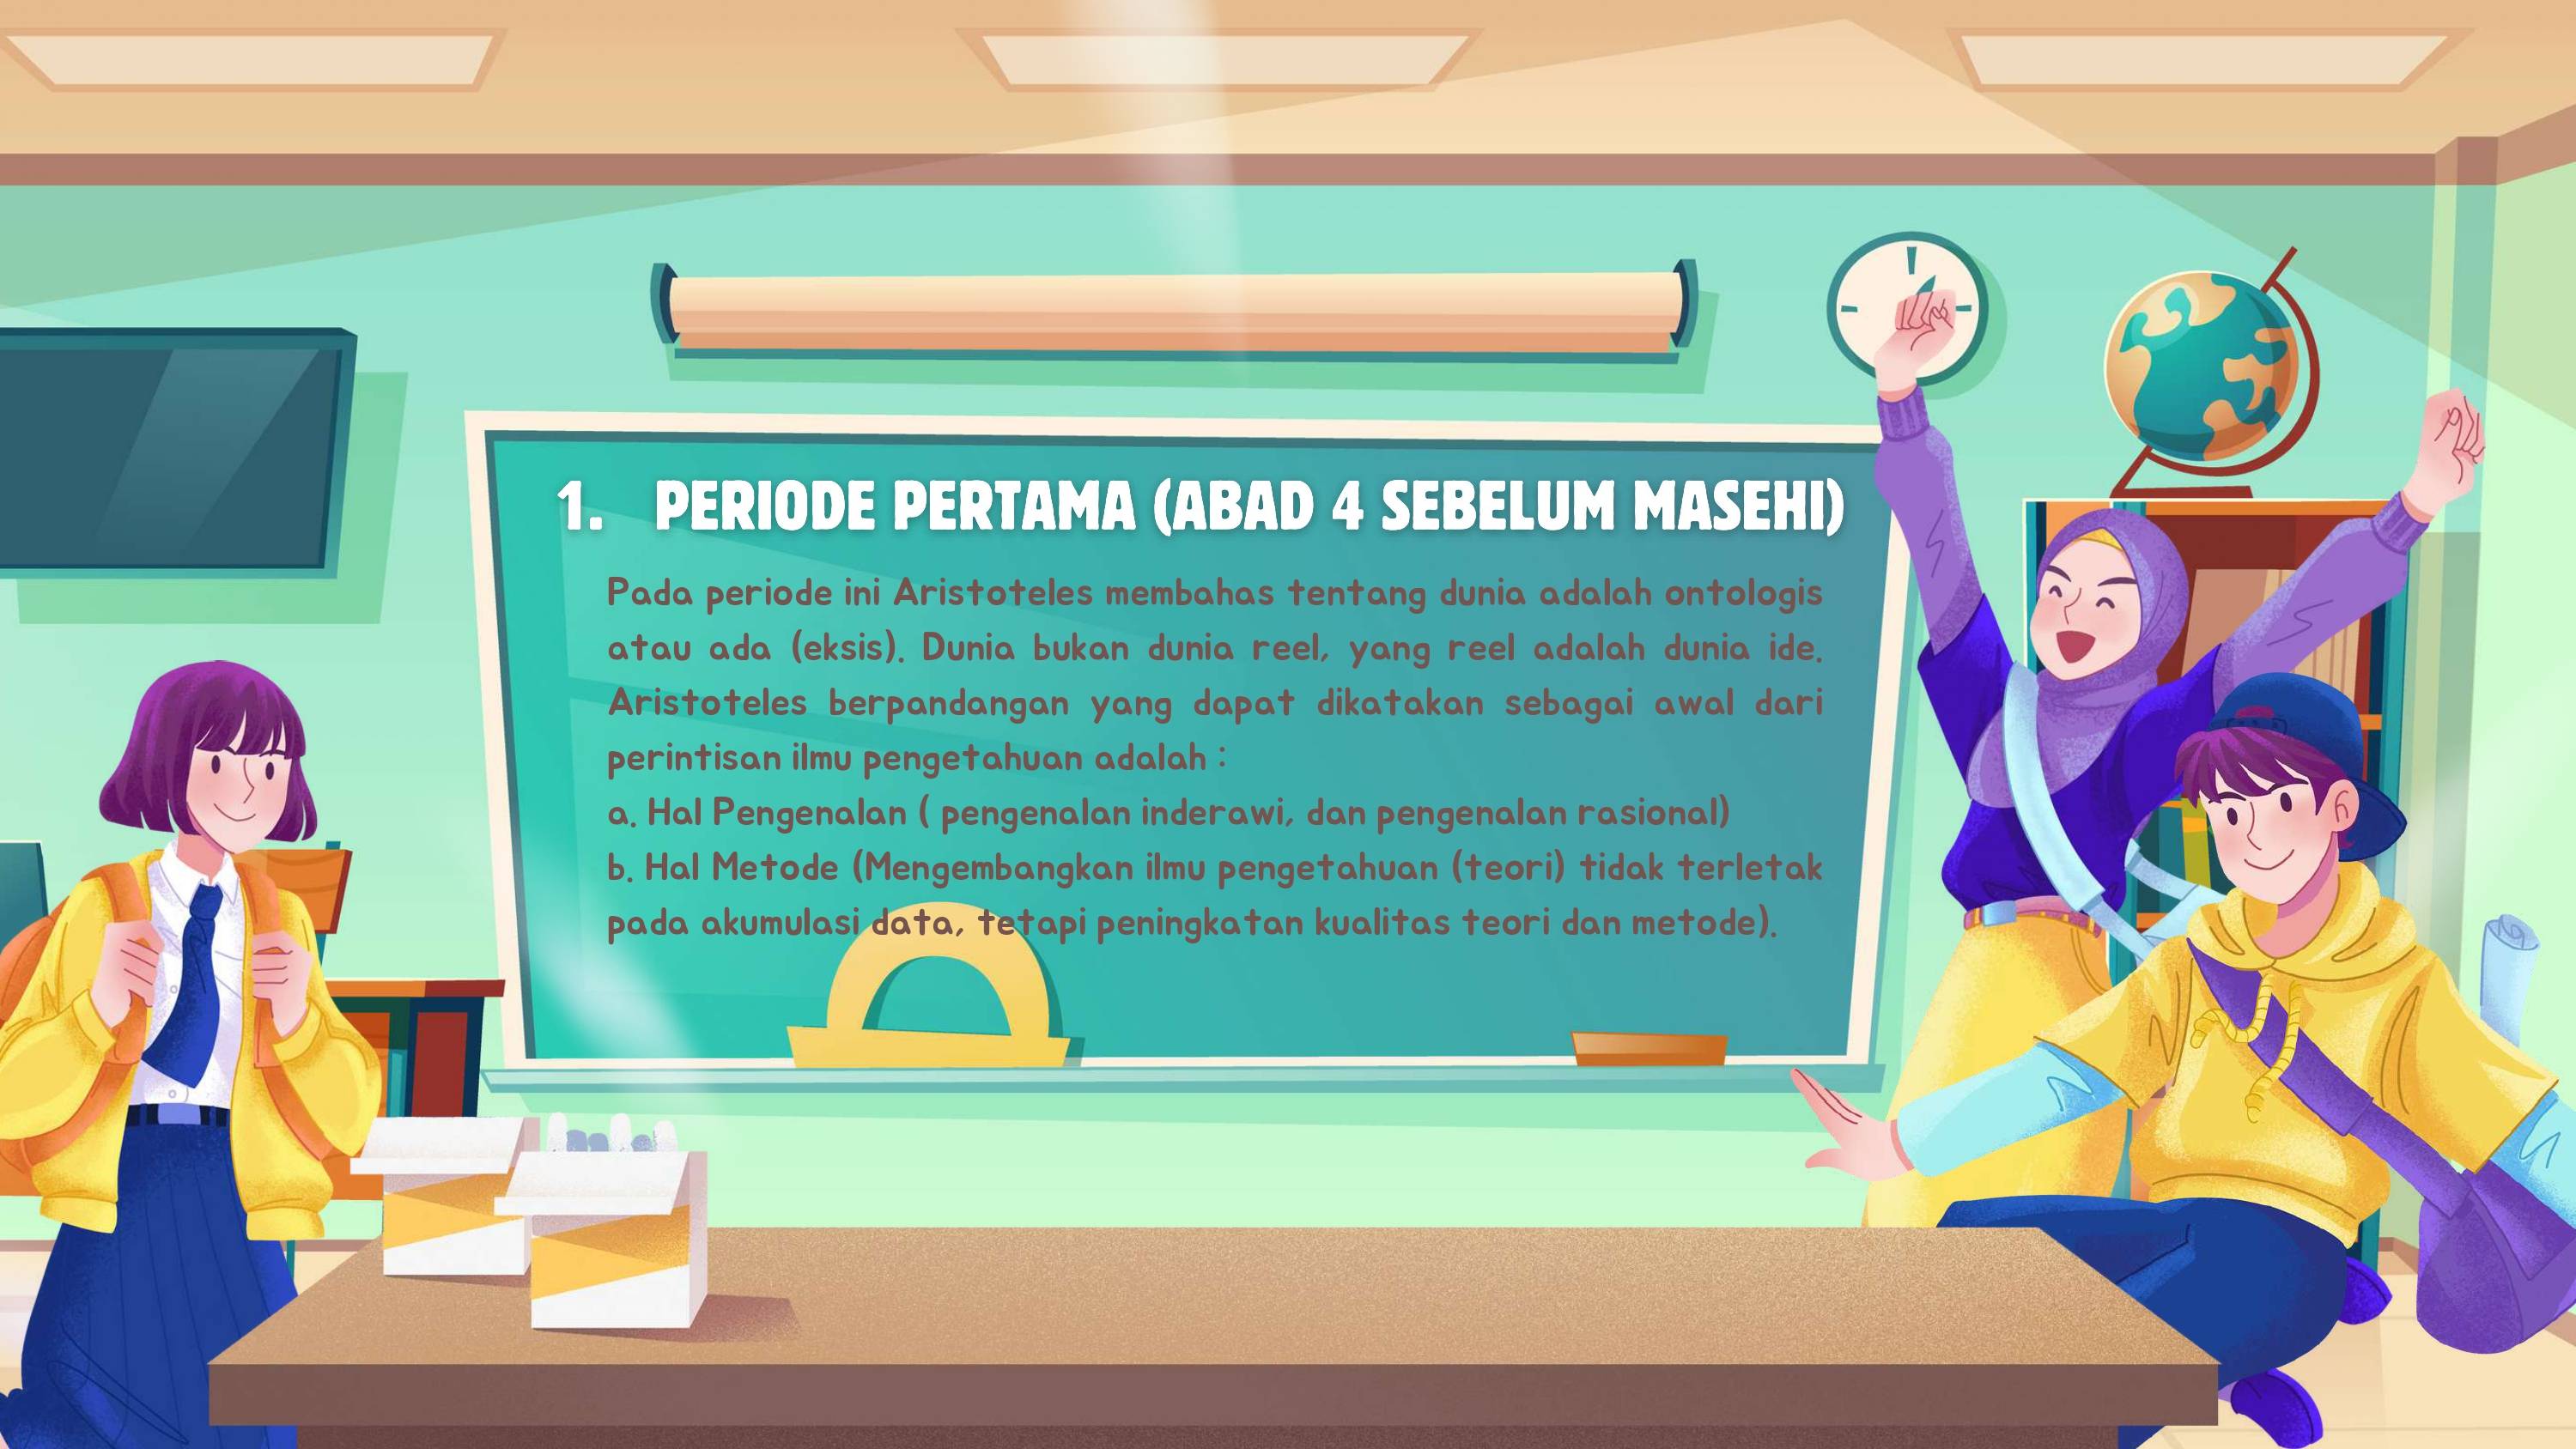 1. PERIODE PERTAMA (ABAD 4 SEBELUM MASEHI)
Pada periode ini Aristoteles membahas tentang dunia adalah ontologis
atau ada (eksis). Dunia bukan dunia reel, yang reel adalah dunia ide.
Aristoteles berpandangan yang dapat dikatakan sebagai awal dari
perintisan ilmu pengetahuan adalah :
a. Hal Pengenalan ( pengenalan inderawi, dan pengenalan rasional)
b. Hal Metode (Mengembangkan ilmu pengetahuan (teori) tidak terletak
pada akumulasi data, tetapi peningkatan kualitas teori dan metode).